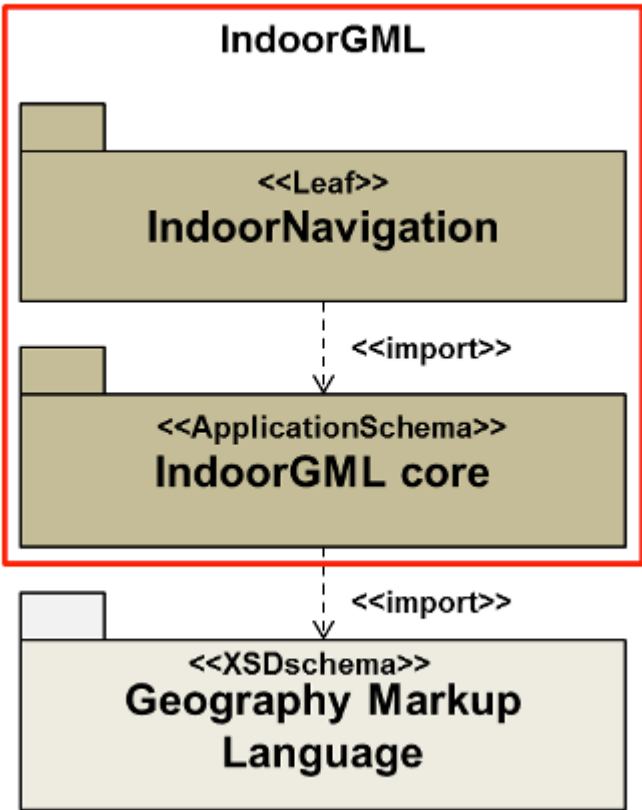 IndoorGML
<<Leaf>>
IndoorNavigation
<<import>>
<<ApplicationSchema>>
IndoorGML core
<<import>>
<<XSDschema>>
Geography Markup
Language